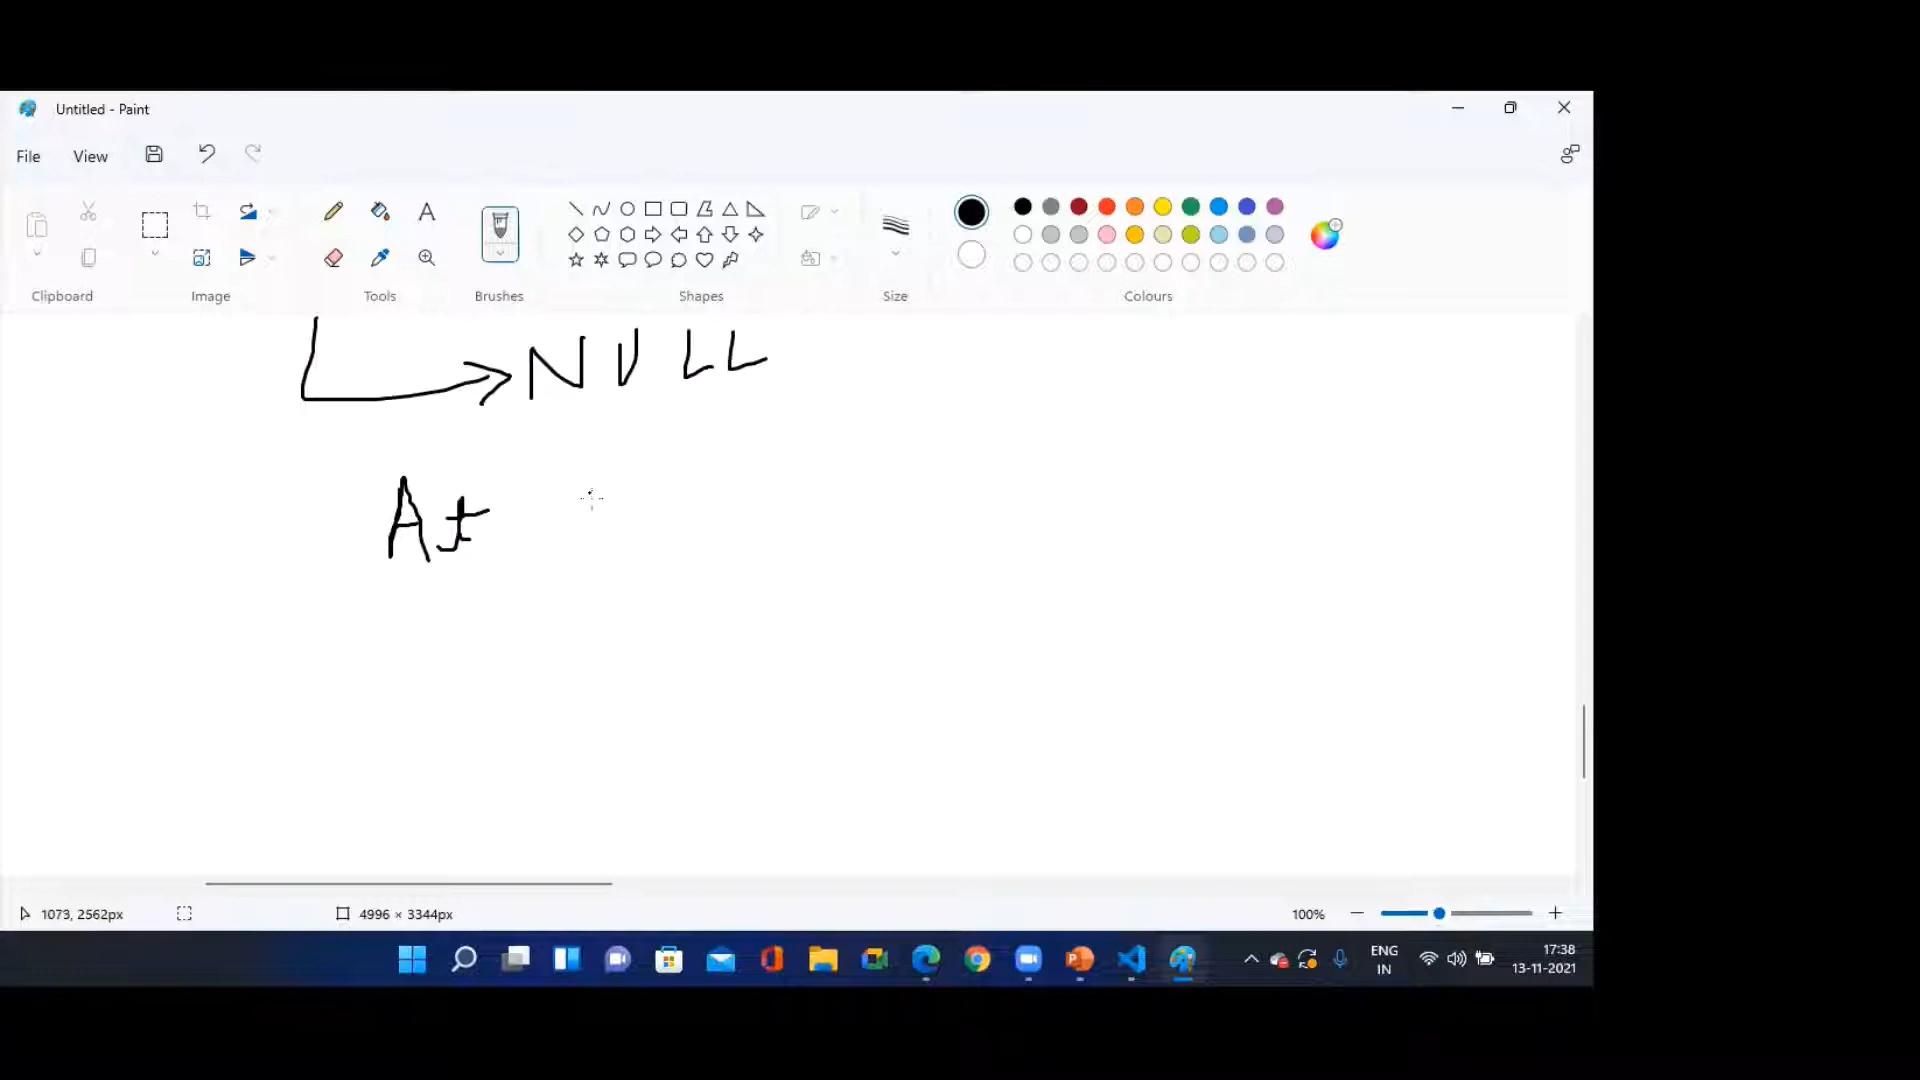 Untitled - Paint
File View
Clipboard Image Tools Brushes Shapes Size Colours
NULL
At
1073, 2562px 4996 × 3344px 100%
ENG 17:38
IN 13-11-2021